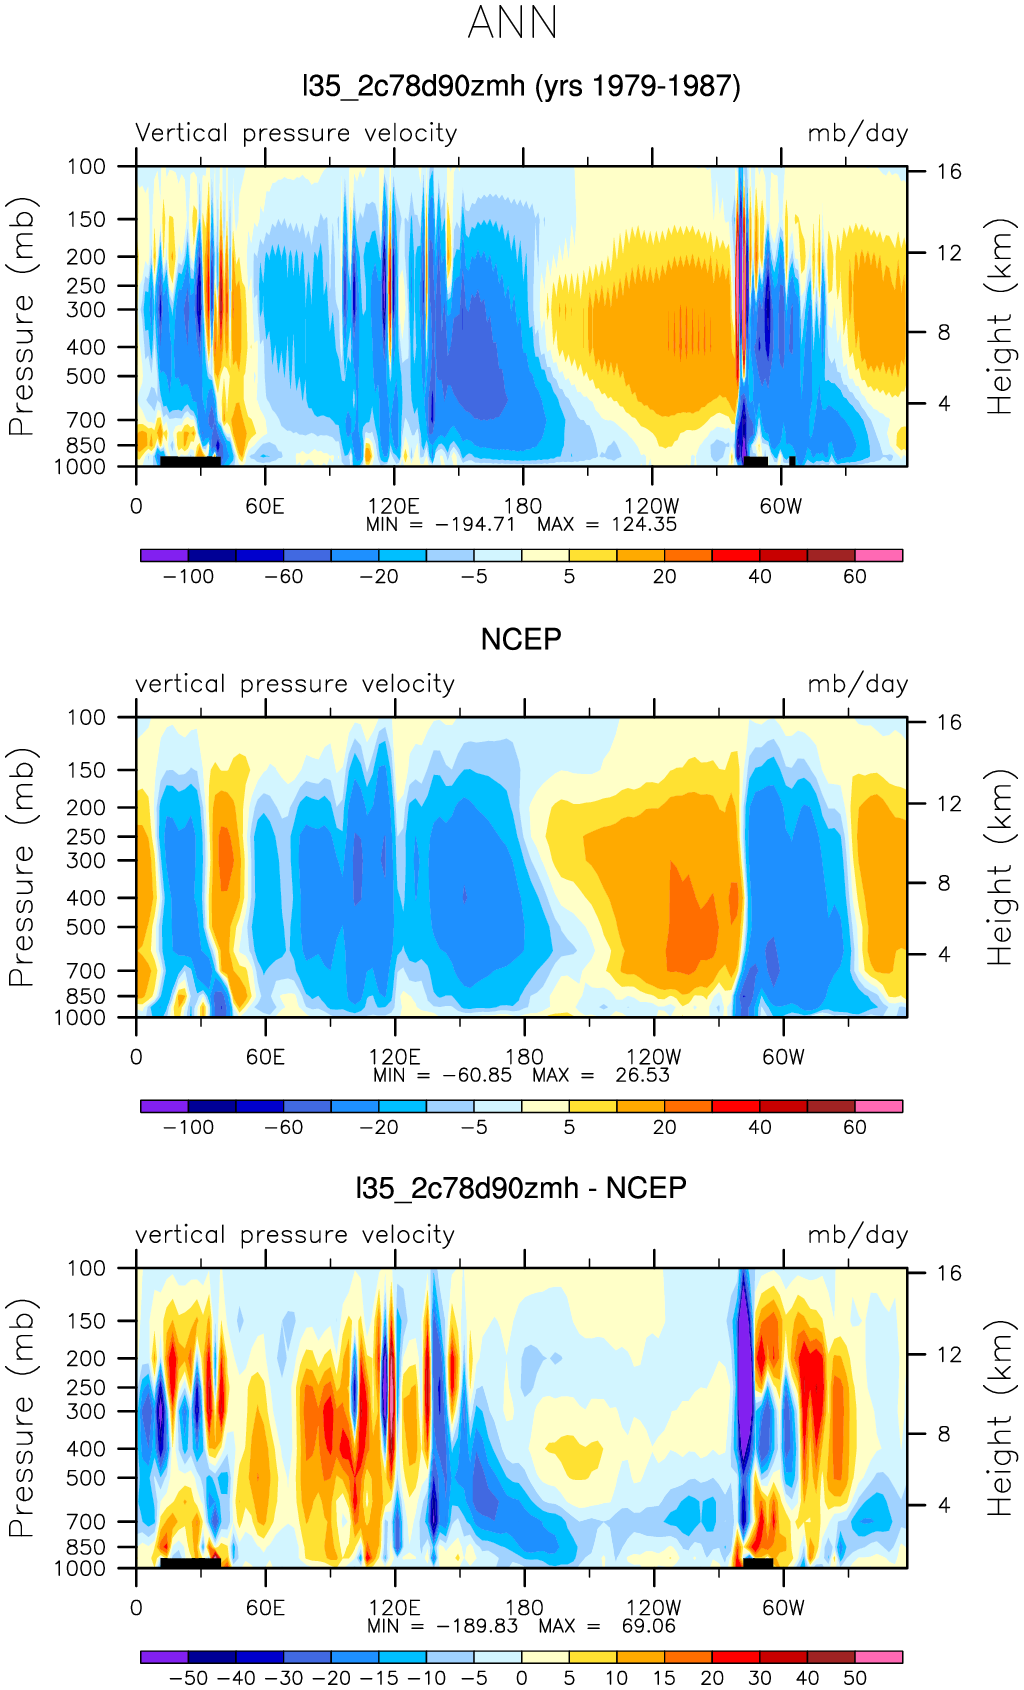 ANN
l35_2c78d90zmh (yrs 1979-1987)
Vertical pressure velocity mb/day
Pressure (mb)
100
150
200
250
300
400
500
700
850
1000
16
12
8
4
Height (km)
0 60E 120E 180 120W 60W
MIN = -194.71 MAX = 124.35
-100 -60 -20 -5 5 20 40 60
NCEP
vertical pressure velocity mb/day
Pressure (mb)
100
150
200
250
300
400
500
700
850
1000
16
12
8
4
Height (km)
0 60E 120E 180 120W 60W
MIN = -60.85 MAX = 26.53
-100 -60 -20 -5 5 20 40 60
l35_2c78d90zmh - NCEP
vertical pressure velocity mb/day
Pressure (mb)
100
150
200
250
300
400
500
700
850
1000
16
12
8
4
Height (km)
0 60E 120E 180 120W 60W
MIN = -189.83 MAX = 69.06
-50 -40 -30 -20 -15 -10 -5 0 5 10 15 20 30 40 50